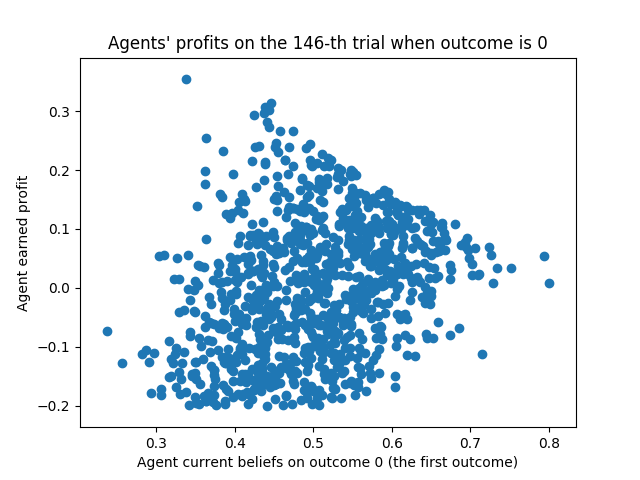 Agents' profits on the 146-th trial when outcome is 0
Agent earned profit
0.3
0.2
0.1
0.0
−0.1
−0.2
0.3 0.4 0.5 0.6 0.7 0.8
Agent current beliefs on outcome 0 (the first outcome)